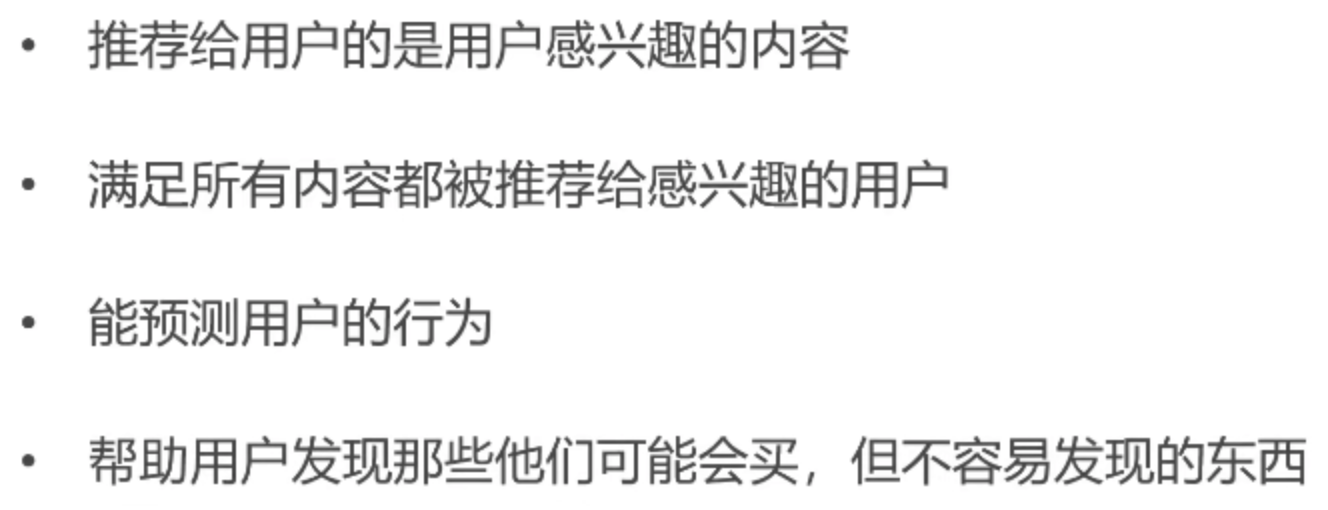 • 推荐给用户的是用户感兴趣的内容
• 满足所有内容都被推荐给感兴趣的用户
• 能预测用户的行为
• 帮助用户发现那些他们可能会买，但不容易发现的东西